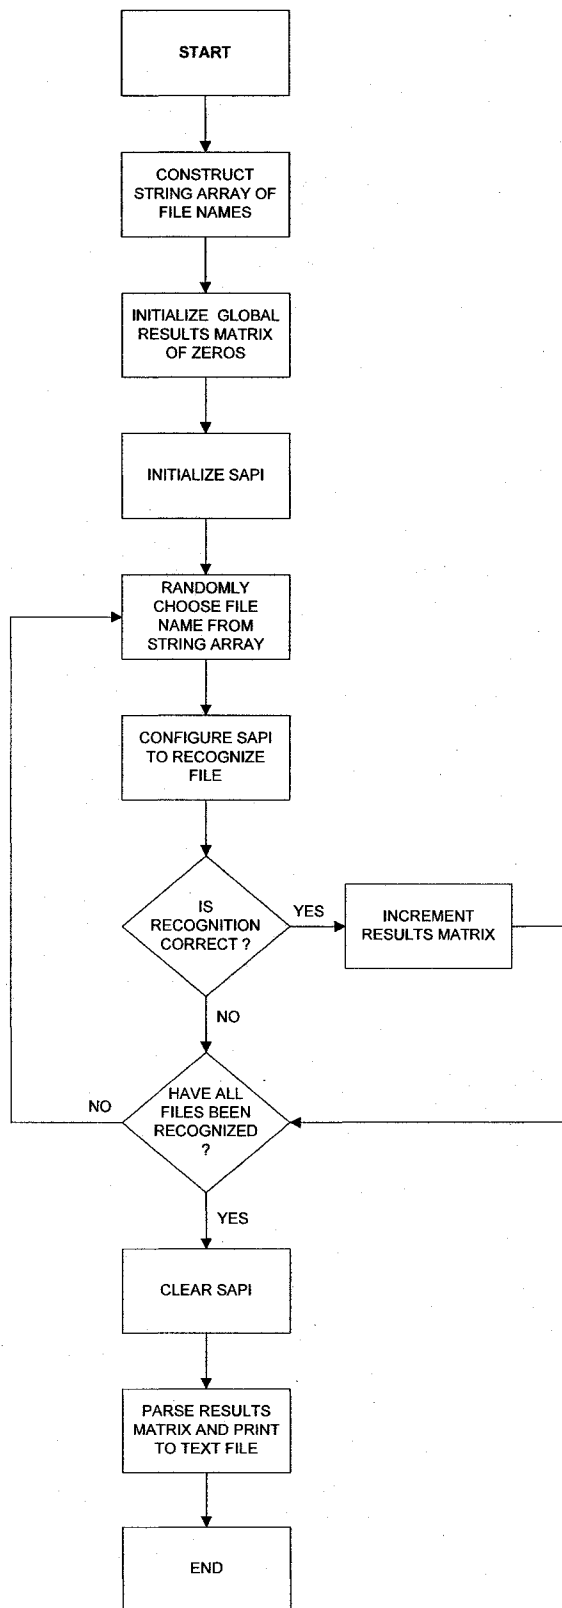 START
CONSTRUCT
STRING ARRAY OF
FILE NAMES
INITIALIZE GLOBAL
RESULTS MATRIX
OF ZEROS
INITIALIZE SAPI
RANDOMLY
CHOOSE FILE
NAME FROM
STRING ARRAY
CONFIGURE SAPI
TO RECOGNIZE
FILE
IS
RECOGNITION
CORRECT ?
YES
INCREMENT
RESULTS MATRIX
NO
HAVE ALL
FILES BEEN
RECOGNIZED
?
NO
YES
CLEAR SAPI
PARSE RESULTS
MATRIX AND PRINT
TO TEXT FILE
END